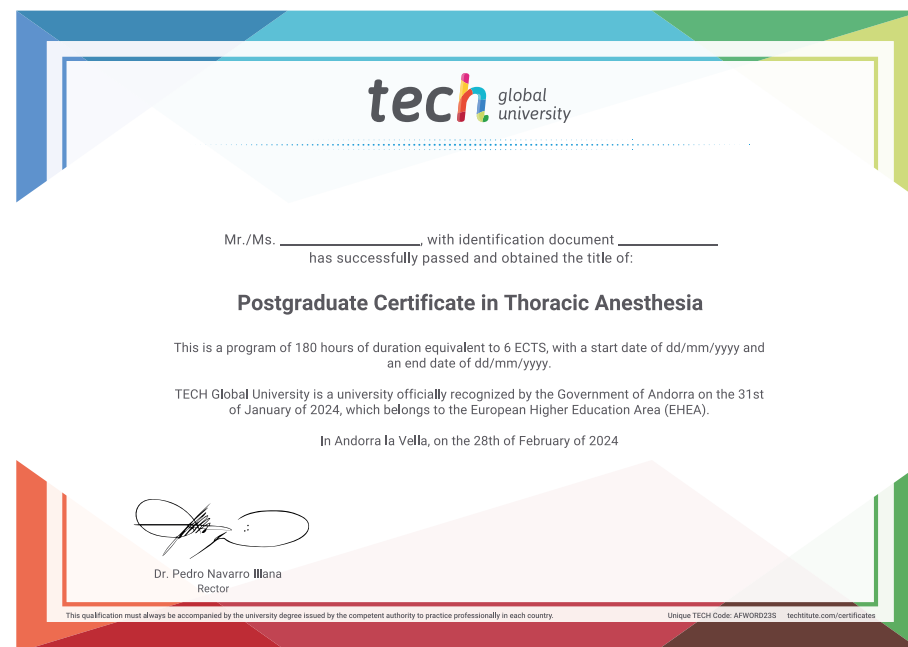 tech global
university
Mr./Ms. ____________, with identification document ____________
has successfully passed and obtained the title of:
Postgraduate Certificate in Thoracic Anesthesia
This is a program of 180 hours of duration equivalent to 6 ECTS, with a start date of dd/mm/yyyy and
an end date of dd/mm/yyyy.
TECH Global University is a university officially recognized by the Government of Andorra on the 31st
of January of 2024, which belongs to the European Higher Education Area (EHEA).
In Andorra la Vella, on the 28th of February of 2024
Dr. Pedro Navarro Illana
Rector
This qualification must always be accompanied by the university degree issued by the competent authority to practice professionally in each country. Unique TECH Code: AFWORD23S techtitute.com/certificates